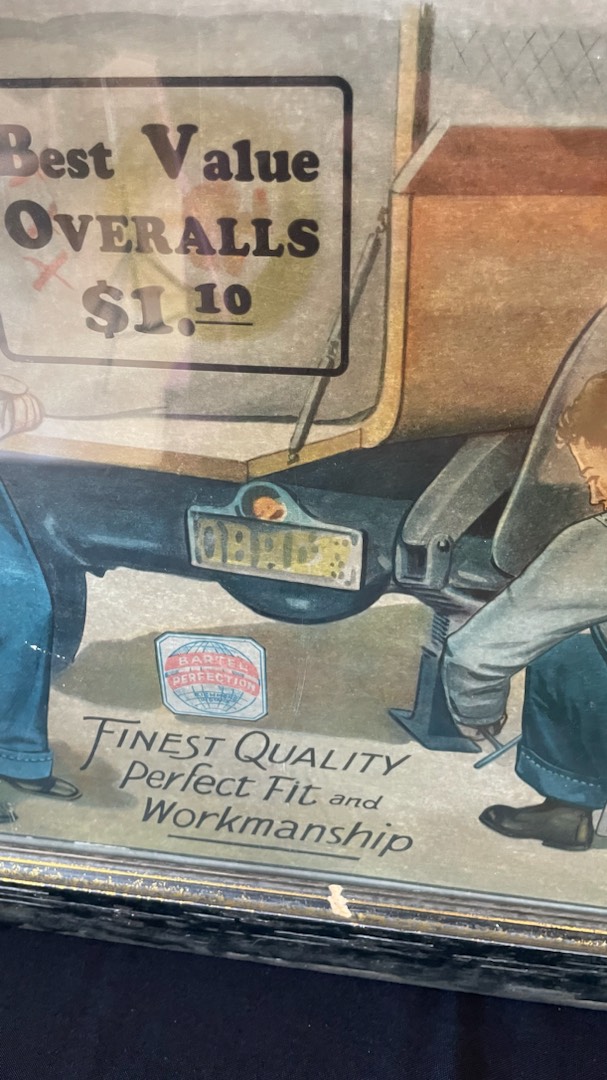 Best Value
OVERALLS
$1.10
BARTEL
PERFECTION
FINEST QUALITY
Perfect Fit and
Workmanship